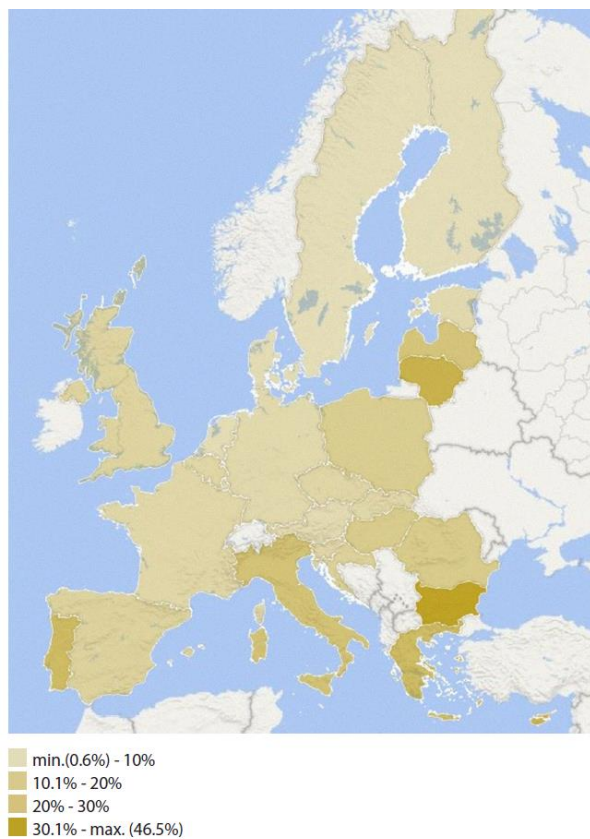 min.(0.6%) - 10%
10.1% - 20%
20% - 30%
30.1% - max. (46.5%)